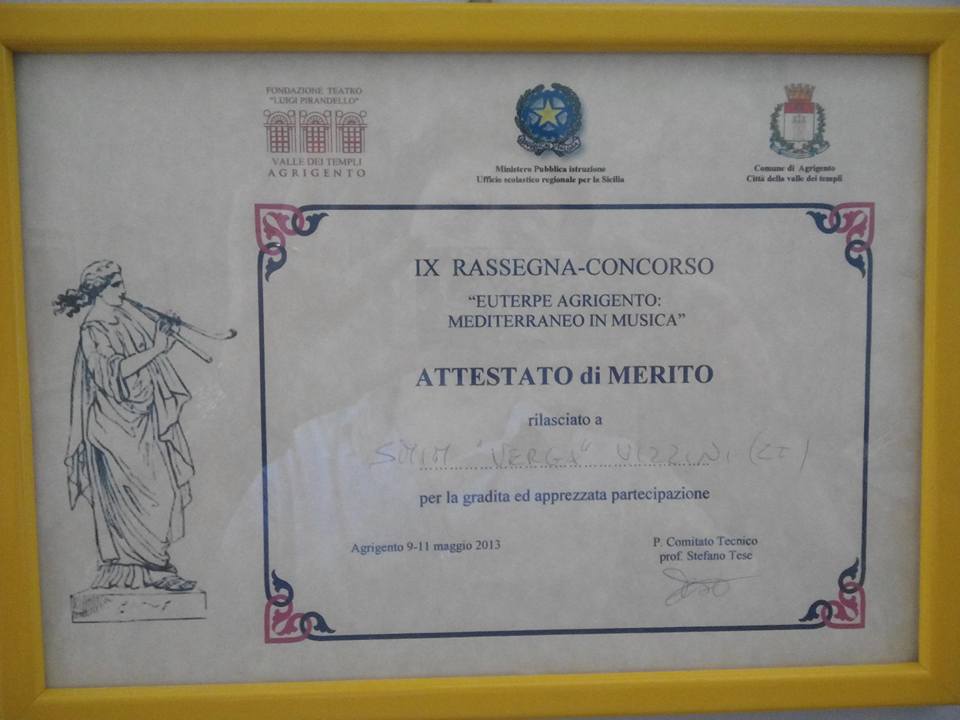 FONDAZIONE TEATRO
"LUIGI PIRANDELLO"
VALLE DEI TEMPLI
AGRIGENTO
Ministero Pubblica istruzione
Ufficio scolastico regionale per la Sicilia
Comune di Agrigento
Città della valle dei templi
IX RASSEGNA-CONCORSO
"EUTERPE AGRIGENTO:
MEDITERRANEO IN MUSICA"
ATTESTATO di MERITO
rilasciato a
SMIM "VERGA" VIZZINI (CT)
per la gradita ed apprezzata partecipazione
Agrigento 9-11 maggio 2013
P. Comitato Tecnico
prof. Stefano Tese